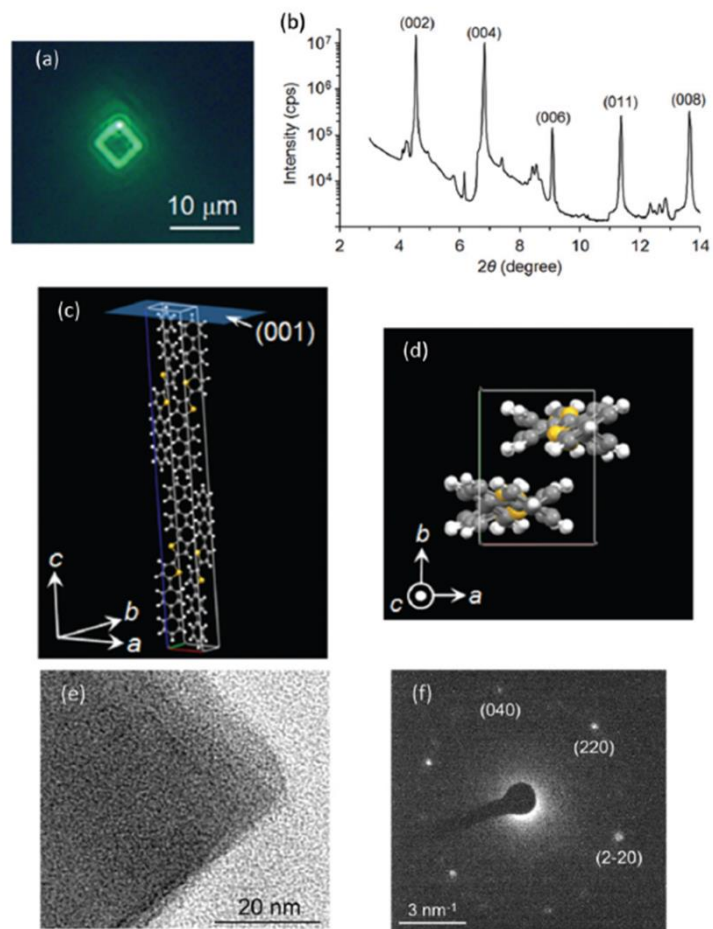 (a)
10 μm
(b)
Intensity (cps)
10⁷
10⁶
10⁵
10⁴
(002)
(004)
(006)
(011)
(008)
2 4 6 8 10 12 14
2θ (degree)
(c)
(001)
c
b
a
(d)
b
c
a
(e)
20 nm
(f)
(040)
(220)
(2-20)
3 nm⁻¹